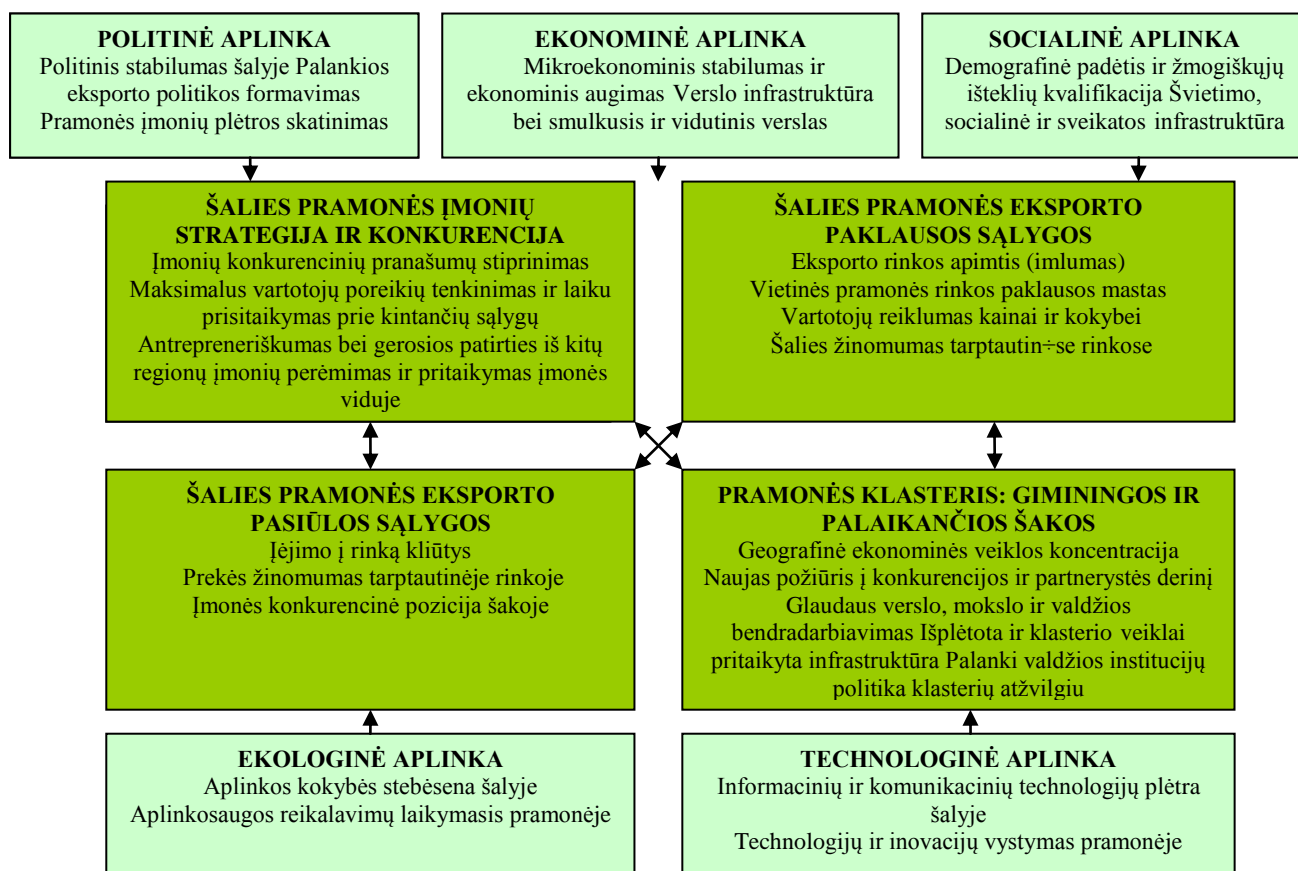 POLITINĖ APLINKA
Politinis stabilumas šalyje Palankios
eksporto politikos formavimas
Pramonės įmonių plėtros skatinimas
EKONOMINĖ APLINKA
Mikroekonominis stabilumas ir
ekonominis augimas Verslo infrastruktūra
bei smulkusis ir vidutinis verslas
SOCIALINĖ APLINKA
Demografinė padėtis ir žmogiškųjų
išteklių kvalifikacija Švietimo,
socialinė ir sveikatos infrastruktūra
ŠALIES PRAMONĖS ĮMONIŲ
STRATEGIJA IR KONKURENCIJA
Įmonių konkurencinių pranašumų stiprinimas
Maksimalus vartotojų poreikių tenkinimas ir laiku
prisitaikymas prie kintančių sąlygų
Antrepreneriškumas bei gerosios patirties iš kitų
regionų įmonių perėmimas ir pritaikymas įmonės
viduje
ŠALIES PRAMONĖS EKSPORTO
PAKLAUSOS SĄLYGOS
Eksporto rinkos apimtis (imlumas)
Vietinės pramonės rinkos paklausos mastas
Vartotojų reiklumas kainai ir kokybei
Šalies žinomumas tarptautin÷se rinkose
ŠALIES PRAMONĖS EKSPORTO
PASIŪLOS SĄLYGOS
Įėjimo į rinką kliūtys
Prekės žinomumas tarptautinėje rinkoje
Įmonės konkurencinė pozicija šakoje
PRAMONĖS KLASTERIS: GIMININGOS IR
PALAIKANČIOS ŠAKOS
Geografinė ekonominės veiklos koncentracija
Naujas požiūris į konkurencijos ir partnerystės derinį
Glaudaus verslo, mokslo ir valdžios
bendradarbiavimas Išplėtota ir klasterio veiklai
pritaikyta infrastruktūra Palanki valdžios institucijų
politika klasterių atžvilgiu
EKOLOGINĖ APLINKA
Aplinkos kokybės stebėsena šalyje
Aplinkosaugos reikalavimų laikymasis pramonėje
TECHNOLOGINĖ APLINKA
Informacinių ir komunikacinių technologijų plėtra
šalyje
Technologijų ir inovacijų vystymas pramonėje